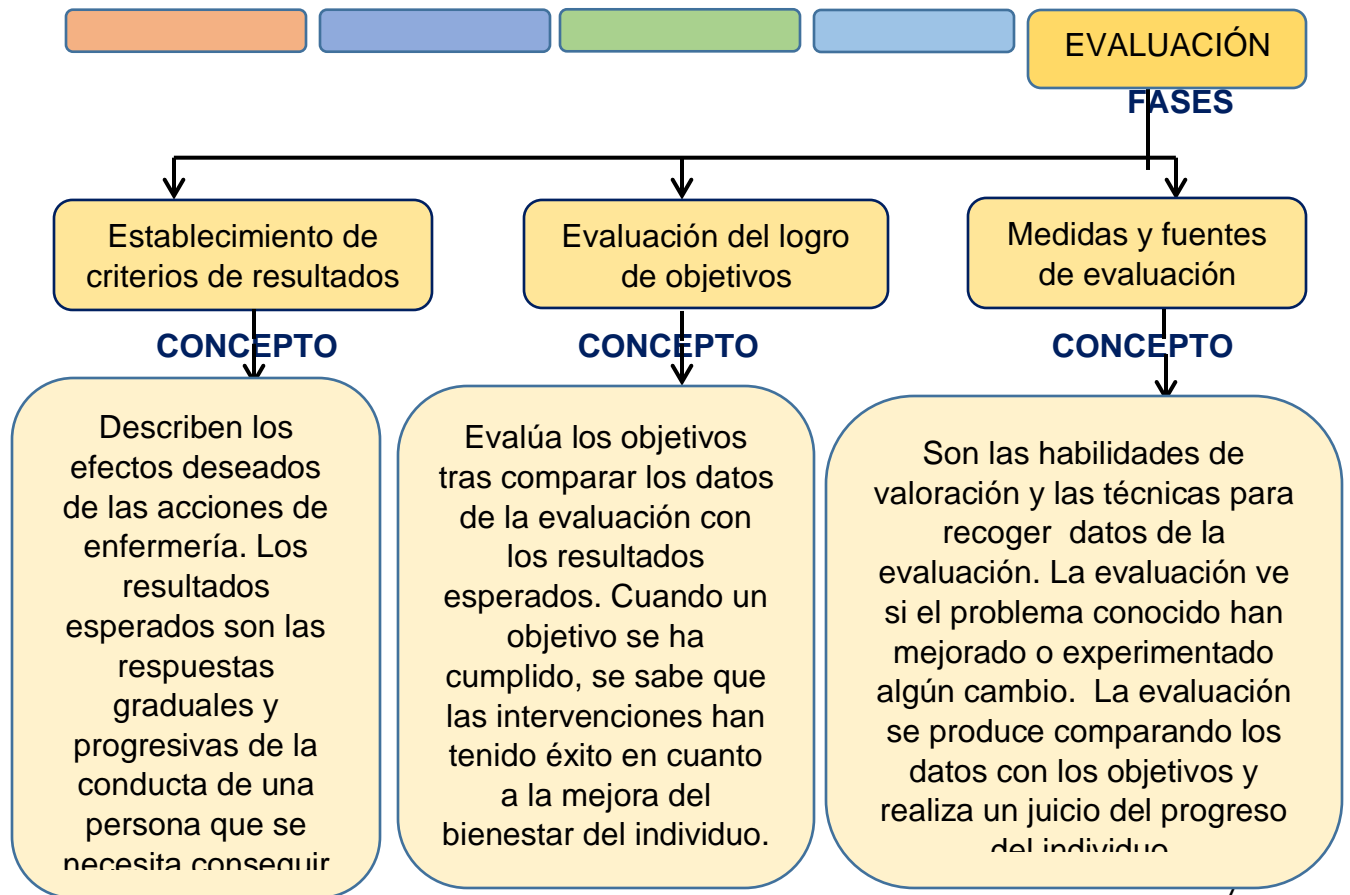 EVALUACIÓN
FASES
Establecimiento de
criterios de resultados
Evaluación del logro
de objetivos
Medidas y fuentes
de evaluación
CONCEPTO
CONCEPTO
CONCEPTO
Describen los
efectos deseados
de las acciones de
enfermería. Los
resultados
esperados son las
respuestas
graduales y
progresivas de la
conducta de una
persona que se
necesita conseguir
Evalúa los objetivos
tras comparar los datos
de la evaluación con
los resultados
esperados. Cuando un
objetivo se ha
cumplido, se sabe que
las intervenciones han
tenido éxito en cuanto
a la mejora del
bienestar del individuo.
Son las habilidades de
valoración y las técnicas para
recoger  datos de la
evaluación. La evaluación ve
si el problema conocido han
mejorado o experimentado
algún cambio.  La evaluación
se produce comparando los
datos con los objetivos y
realiza un juicio del progreso
del individuo